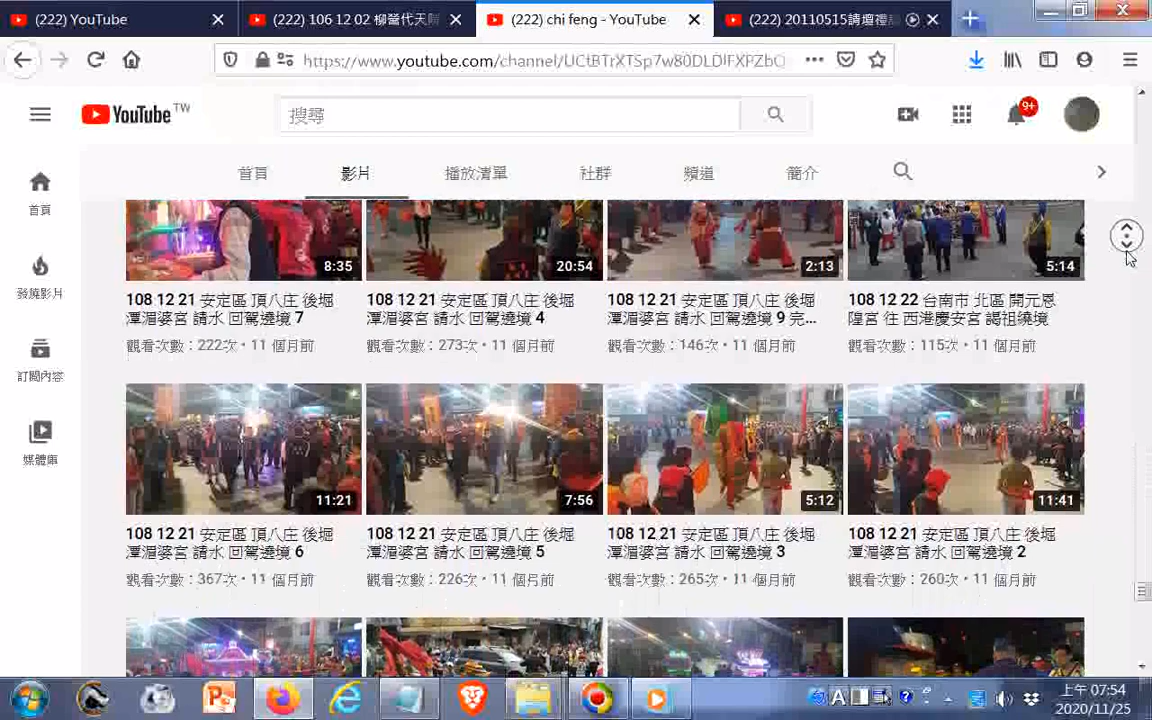 (222) YouTube
(222) 106 12 02 柳營代天
(222) chi feng - YouTube
(222) 20110515請壇禮
https://www.youtube.com/channel/UCtBTrXTSp7w80DLDIFXPZbQ
YouTube TW
搜尋
9+
首頁
影片
播放清單
社群
頻道
簡介
首頁
發燒影片
訂閱內容
媒體庫
8:35
20:54
2:13
5:14
108 12 21 安定區 頂八庄 後堀
潭湄婆宮 請水 回駕遶境 7
觀看次數：222次・11 個月前
108 12 21 安定區 頂八庄 後堀
潭湄婆宮 請水 回駕遶境 4
觀看次數：273次・11 個月前
108 12 21 安定區 頂八庄 後堀
潭湄婆宮 請水 回駕遶境 9 完...
觀看次數：146次・11 個月前
108 12 22 台南市 北區 開元恩
隍宮 往 西港慶安宮 謁祖繞境
觀看次數：115次・11 個月前
11:21
7:56
5:12
11:41
108 12 21 安定區 頂八庄 後堀
潭湄婆宮 請水 回駕遶境 6
觀看次數：367次・11 個月前
108 12 21 安定區 頂八庄 後堀
潭湄婆宮 請水 回駕遶境 5
觀看次數：226次・11 個月前
108 12 21 安定區 頂八庄 後堀
潭湄婆宮 請水 回駕遶境 3
觀看次數：265次・11 個月前
108 12 21 安定區 頂八庄 後堀
潭湄婆宮 請水 回駕遶境 2
觀看次數：260次・11 個月前
A
上午 07:54
2020/11/25